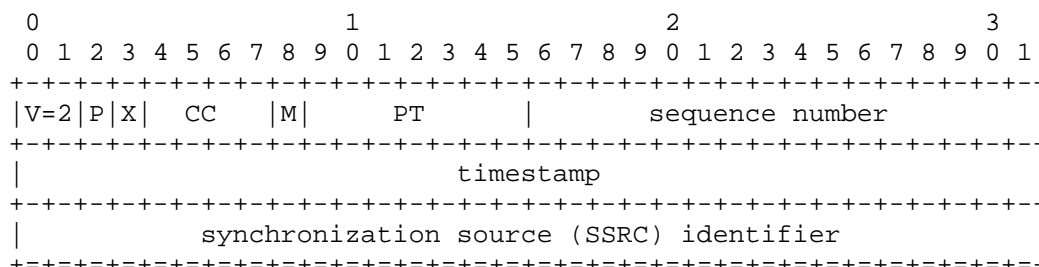 0                   1                   2                   3
 0 1 2 3 4 5 6 7 8 9 0 1 2 3 4 5 6 7 8 9 0 1 2 3 4 5 6 7 8 9 0 1
+-+-+-+-+-+-+-+-+-+-+-+-+-+-+-+-+-+-+-+-+-+-+-+-+-+-+-+-+-+-+-+--
|V=2|P|X|  CC   |M|     PT      |       sequence number
+-+-+-+-+-+-+-+-+-+-+-+-+-+-+-+-+-+-+-+-+-+-+-+-+-+-+-+-+-+-+-+--
|                           timestamp
+-+-+-+-+-+-+-+-+-+-+-+-+-+-+-+-+-+-+-+-+-+-+-+-+-+-+-+-+-+-+-+--
|           synchronization source (SSRC) identifier
+=+=+=+=+=+=+=+=+=+=+=+=+=+=+=+=+=+=+=+=+=+=+=+=+=+=+=+=+=+=+=+--